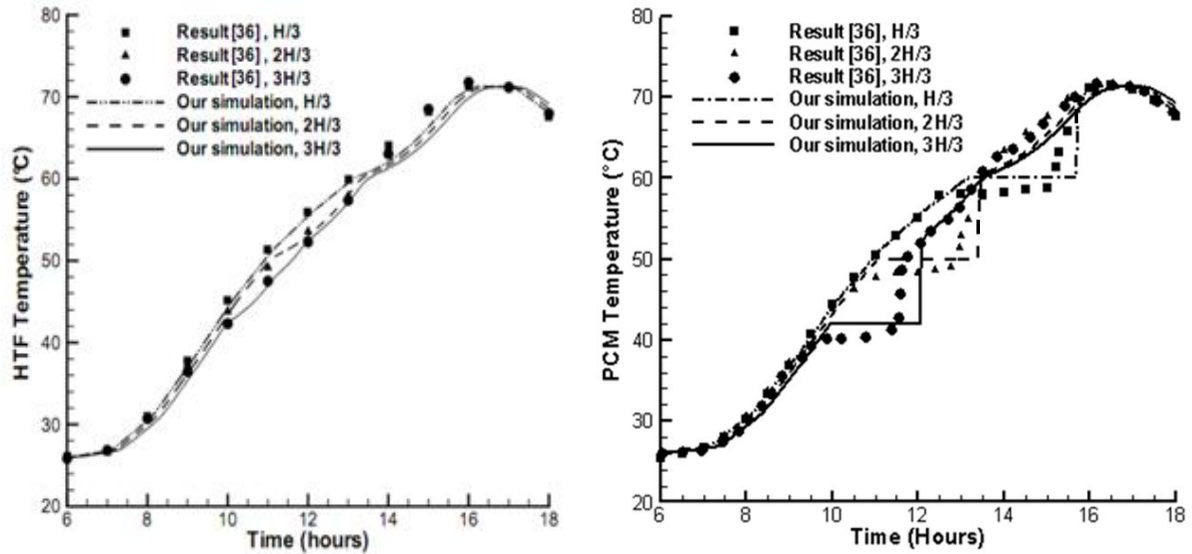 80
70
60
50
40
30
20
HTF Temperature (°C)
Result [36], H/3
Result [36], 2H/3
Result [36], 3H/3
Our simulation, H/3
Our simulation, 2H/3
Our simulation, 3H/3
6 8 10 12 14 16 18
Time (hours)
80
70
60
50
40
30
20
PCM Temperature (°C)
Result [36], H/3
Result [36], 2H/3
Result [36], 3H/3
Our simulation, H/3
Our simulation, 2H/3
Our simulation, 3H/3
6 8 10 12 14 16 18
Time (Hours)